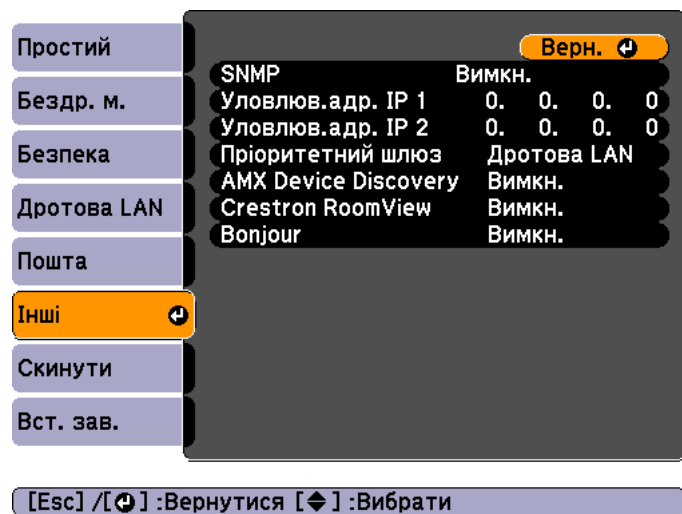 Простий
Бездр. м.
Безпека
Дротова LAN
Пошта
Інші
Скинути
Вст. зав.
Верн.
SNMP Вимкн.
Уловлюв.адр. IP 1 0. 0. 0. 0
Уловлюв.адр. IP 2 0. 0. 0. 0
Пріоритетний шлюз Дротова LAN
AMX Device Discovery Вимкн.
Crestron RoomView Вимкн.
Bonjour Вимкн.
[Esc] /[⏎] :Вернутися [◆] :Вибрати